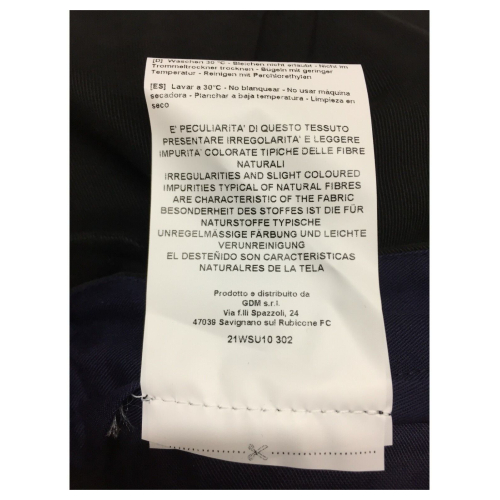 [D] Waschen 30 °C - Bleichen nicht erlaubt - Nicht im
Trommeltrockner trocknen - Bügeln mit geringer
Temperatur - Reinigen mit Perchlorethylen
[ES] Lavar a 30°C - No blanquear - No usar máquina
secadora - Planchar a baja temperatura - Limpieza en
seco
E' PECULIARITA' DI QUESTO TESSUTO
PRESENTARE IRREGOLARITA' E LEGGERE
IMPURITA' COLORATE TIPICHE DELLE FIBRE
NATURALI
IRREGULARITIES AND SLIGHT COLOURED
IMPURITIES TYPICAL OF NATURAL FIBRES
ARE CHARACTERISTIC OF THE FABRIC
BESONDERHEIT DES STOFFES IST DIE FÜR
NATURSTOFFE TYPISCHE
UNREGELMÄSSIGE FÄRBUNG UND LEICHTE
VERUNREINIGUNG
EL DESTEÑIDO SON CARACTERISTICAS
NATURALRES DE LA TELA
Prodotto e distribuito da
GDM s.r.l.
Via f.lli Spazzoli, 24
47039 Savignano sul Rubicone FC
21WSU10 302